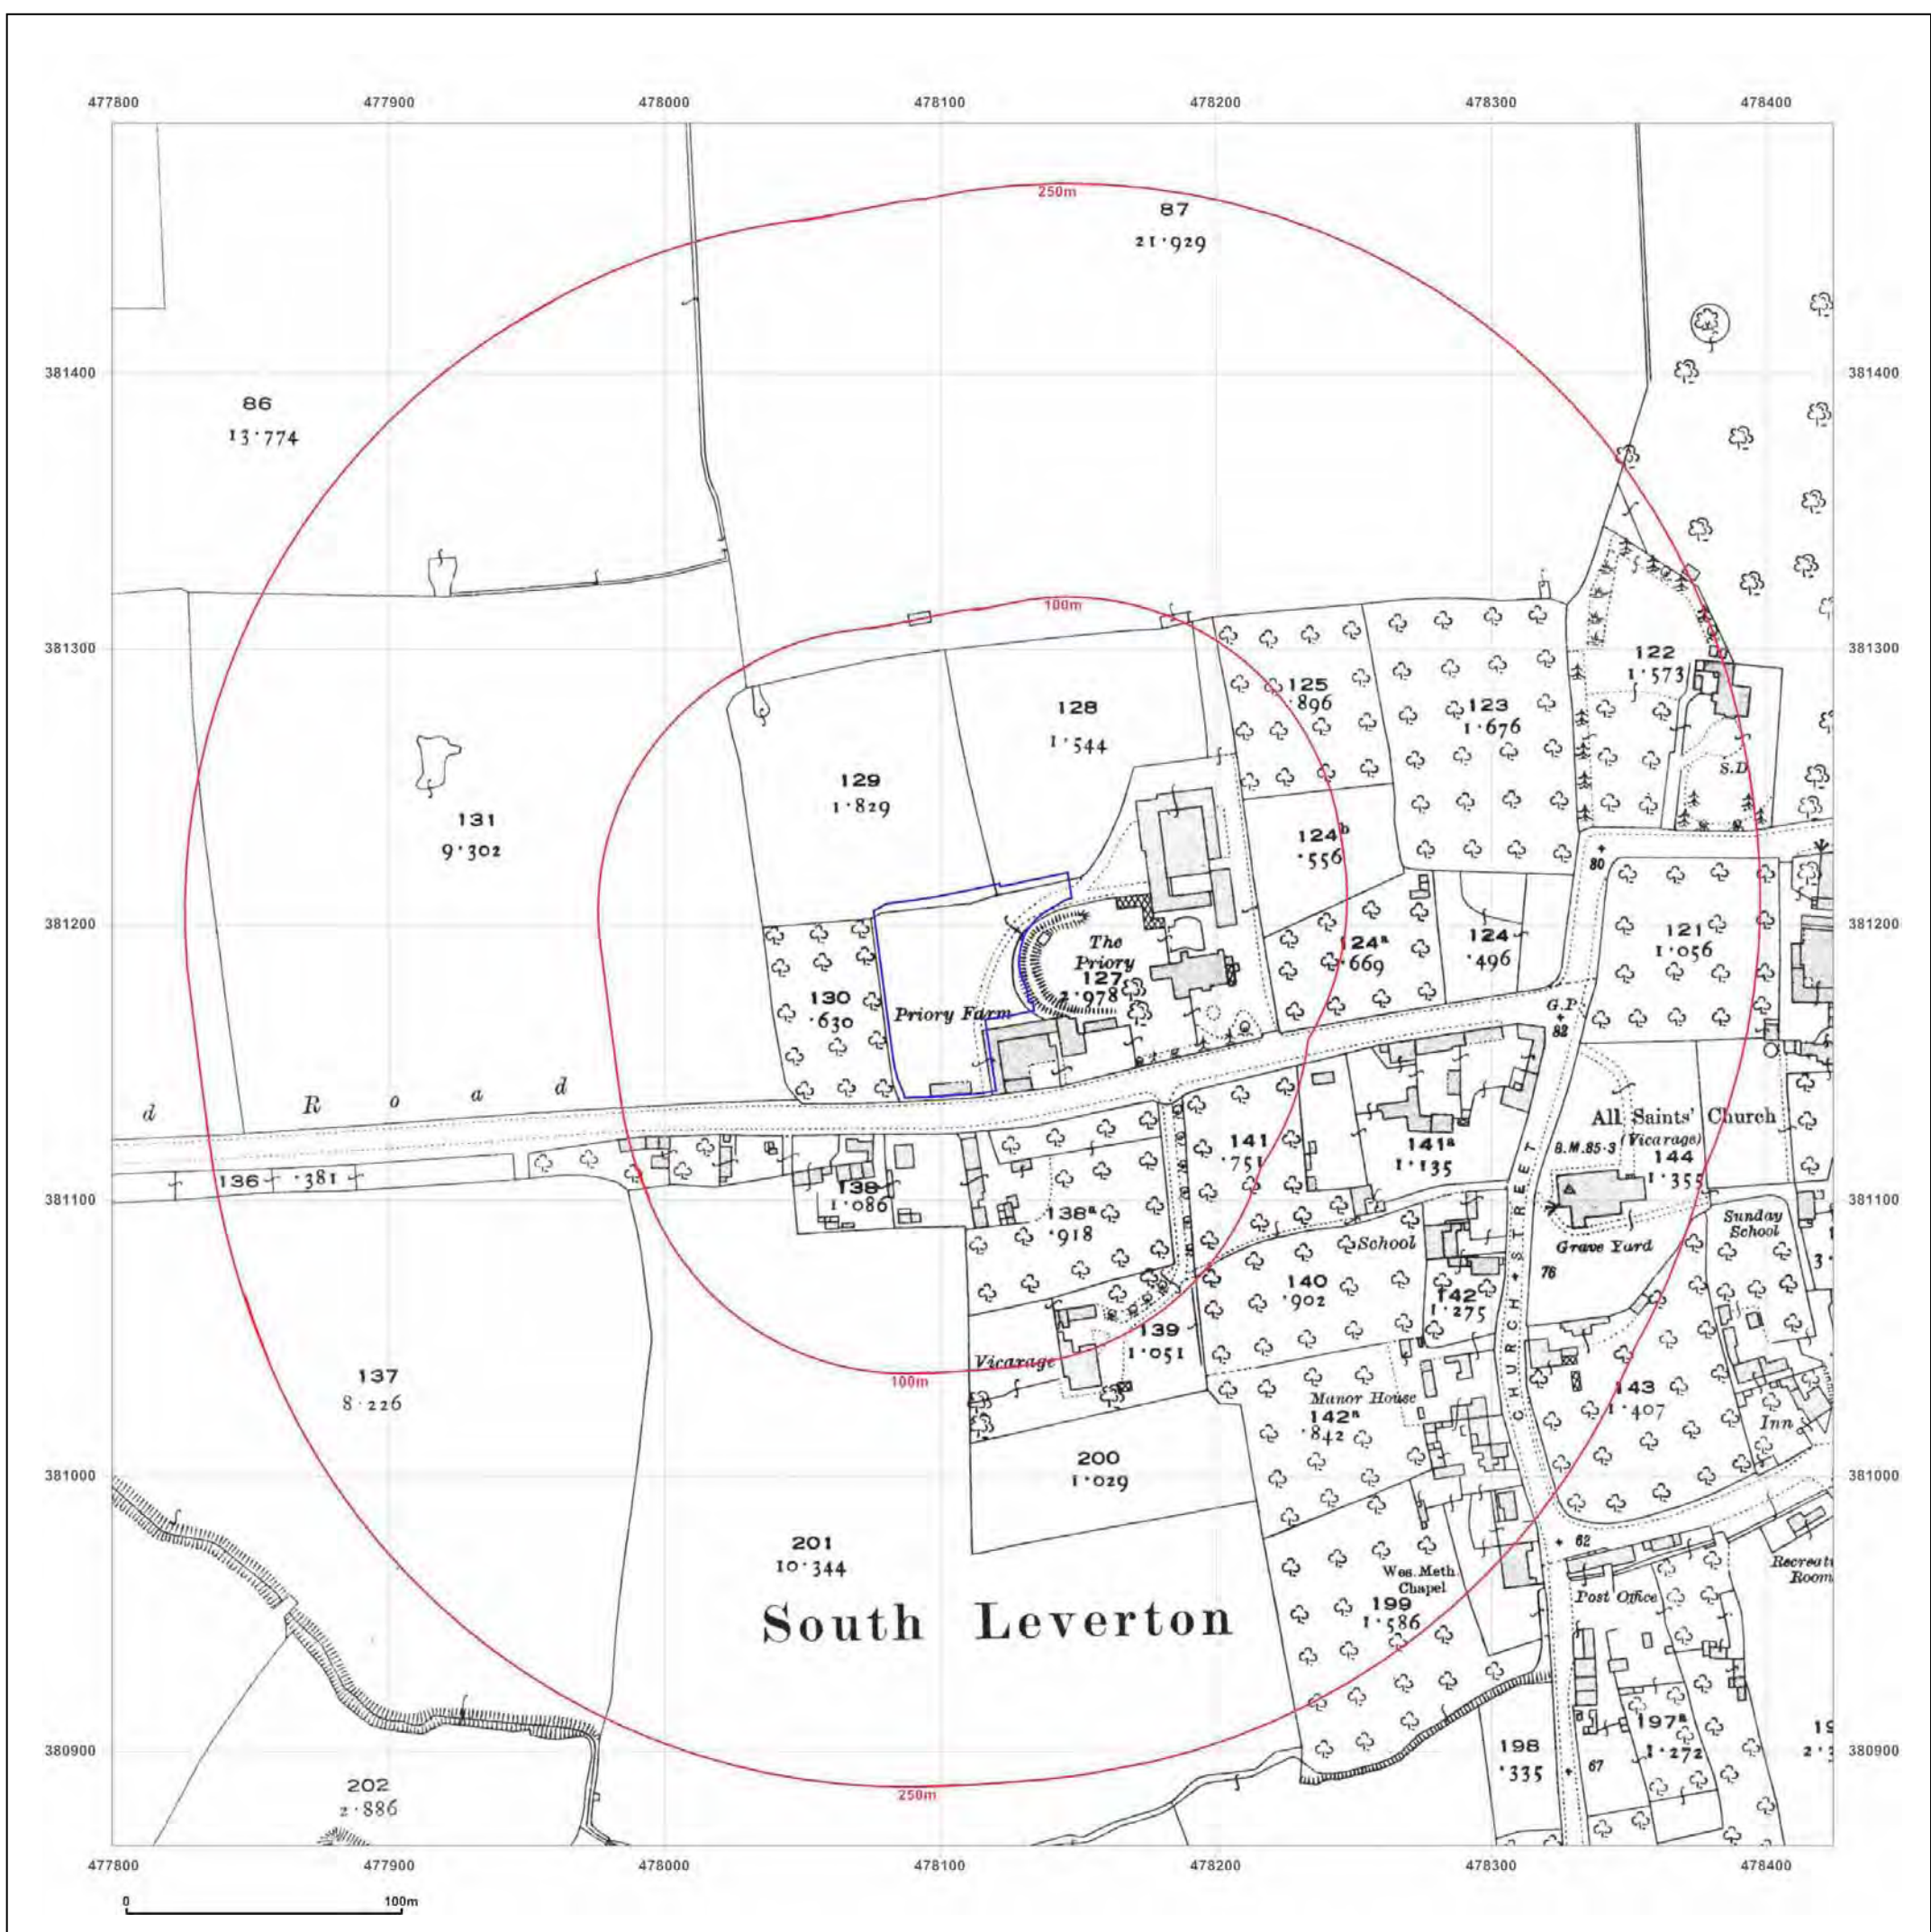 477800 477900 478000 478100 478200 478300 478400
250m
87
21·929
381400 381400
86
13·774
100m
381300 381300
122
1·573
125
·896
123
1·676
128
1·544
S.D
129
1·829
131
9·302
124b
·556
80
381200 381200
The
Priory
127
2·978
124a
·669
124
·496
121
1·056
130
·630
Priory Farm
G.P.
82
d R o a d
All Saints' Church
(Vicarage)
B.M.85·3
144
1·355
141
·751
141a
1·135
136 ·381
138
1·086
381100 381100
138a
·918
School
Sunday
School
Grave Yard
CHURCH STREET
76
3·
140
·902
142
1·275
139
1·051
Vicarage
100m
137
8·226
Manor House
142a
·842
143
1·407
Inn
200
1·029
381000 381000
62
201
10·344
Wes. Meth.
Chapel
Recreati
Room
Post Office
199
1·586
South Leverton
197a
1·272
19
2·
198
·335
67
380900 380900
202
2·886
250m
477800 477900 478000 478100 478200 478300 478400
0 100m